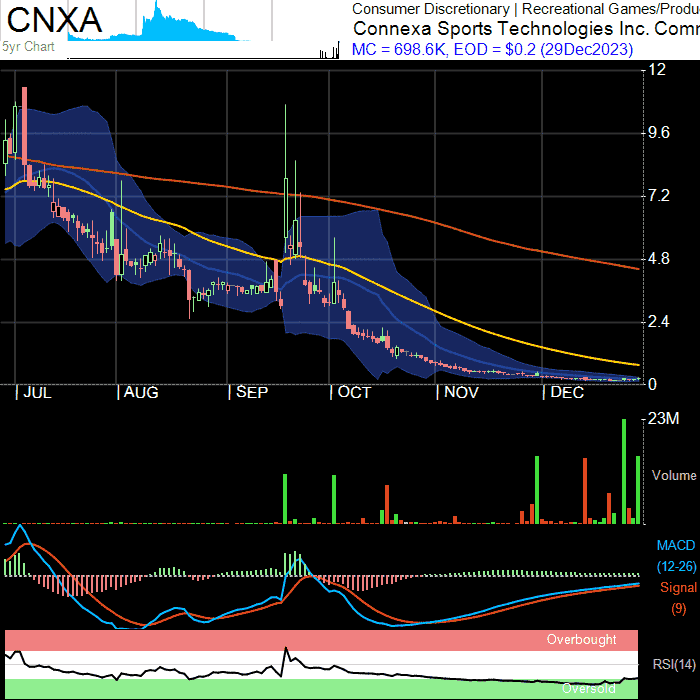 CNXA
5yr Chart
Consumer Discretionary | Recreational Games/Produ
Connexa Sports Technologies Inc. Comm
MC = 698.6K, EOD = $0.2 (29Dec2023)
12
9.6
7.2
4.8
2.4
0
JUL
AUG
SEP
OCT
NOV
DEC
23M
Volume
MACD
(12-26)
Signal
(9)
Overbought
RSI(14)
Oversold